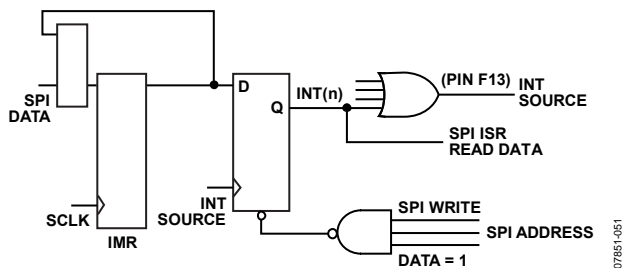 SPI
DATA
SCLK
IMR
D
Q
INT
SOURCE
INT(n)
(PIN F13)
INT
SOURCE
SPI ISR
READ DATA
SPI WRITE
SPI ADDRESS
DATA = 1
07851-051